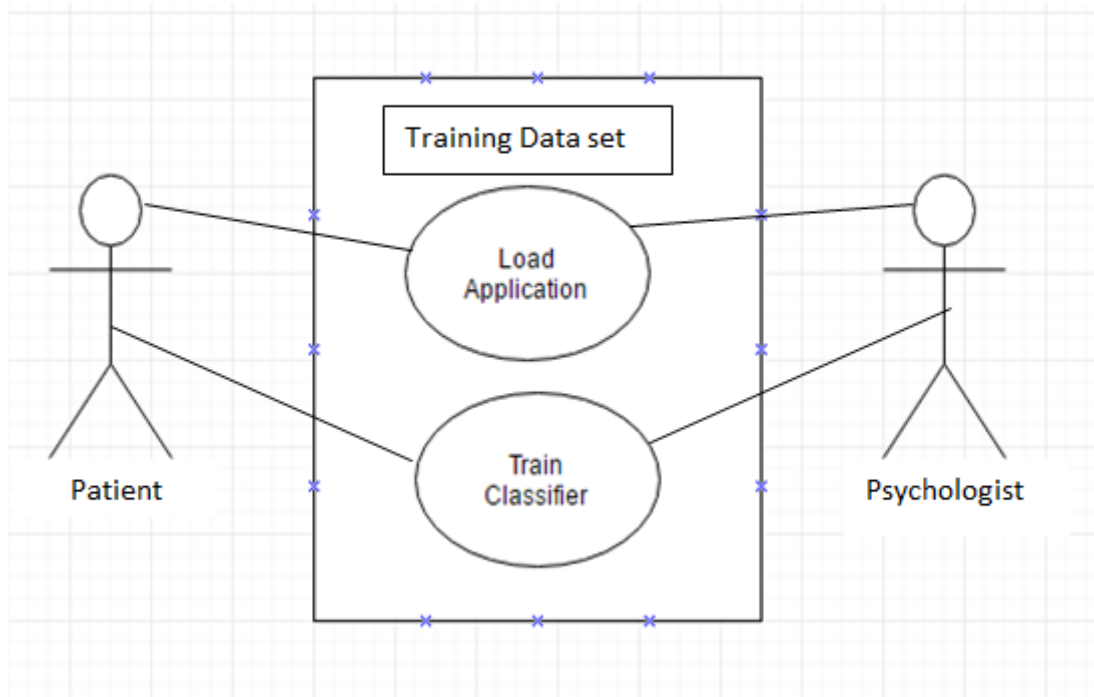 Training Data set
Load
Application
Train
Classifier
Patient
Psychologist